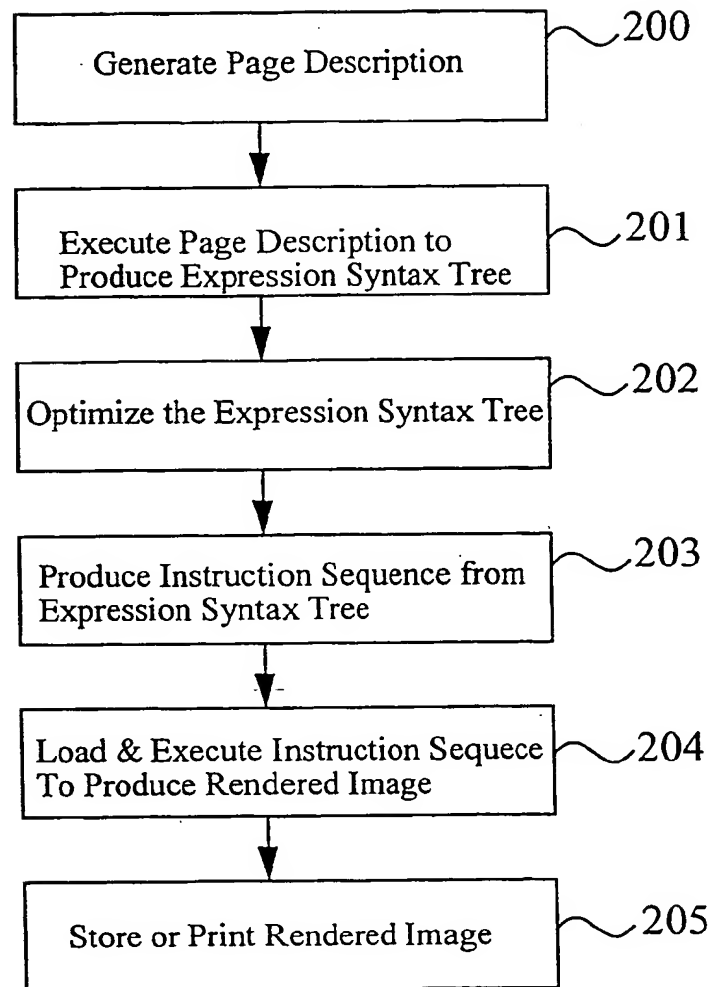 Generate Page Description
200
Execute Page Description to
Produce Expression Syntax Tree
201
Optimize the Expression Syntax Tree
202
Produce Instruction Sequence from
Expression Syntax Tree
203
Load & Execute Instruction Sequece
To Produce Rendered Image
204
Store or Print Rendered Image
205